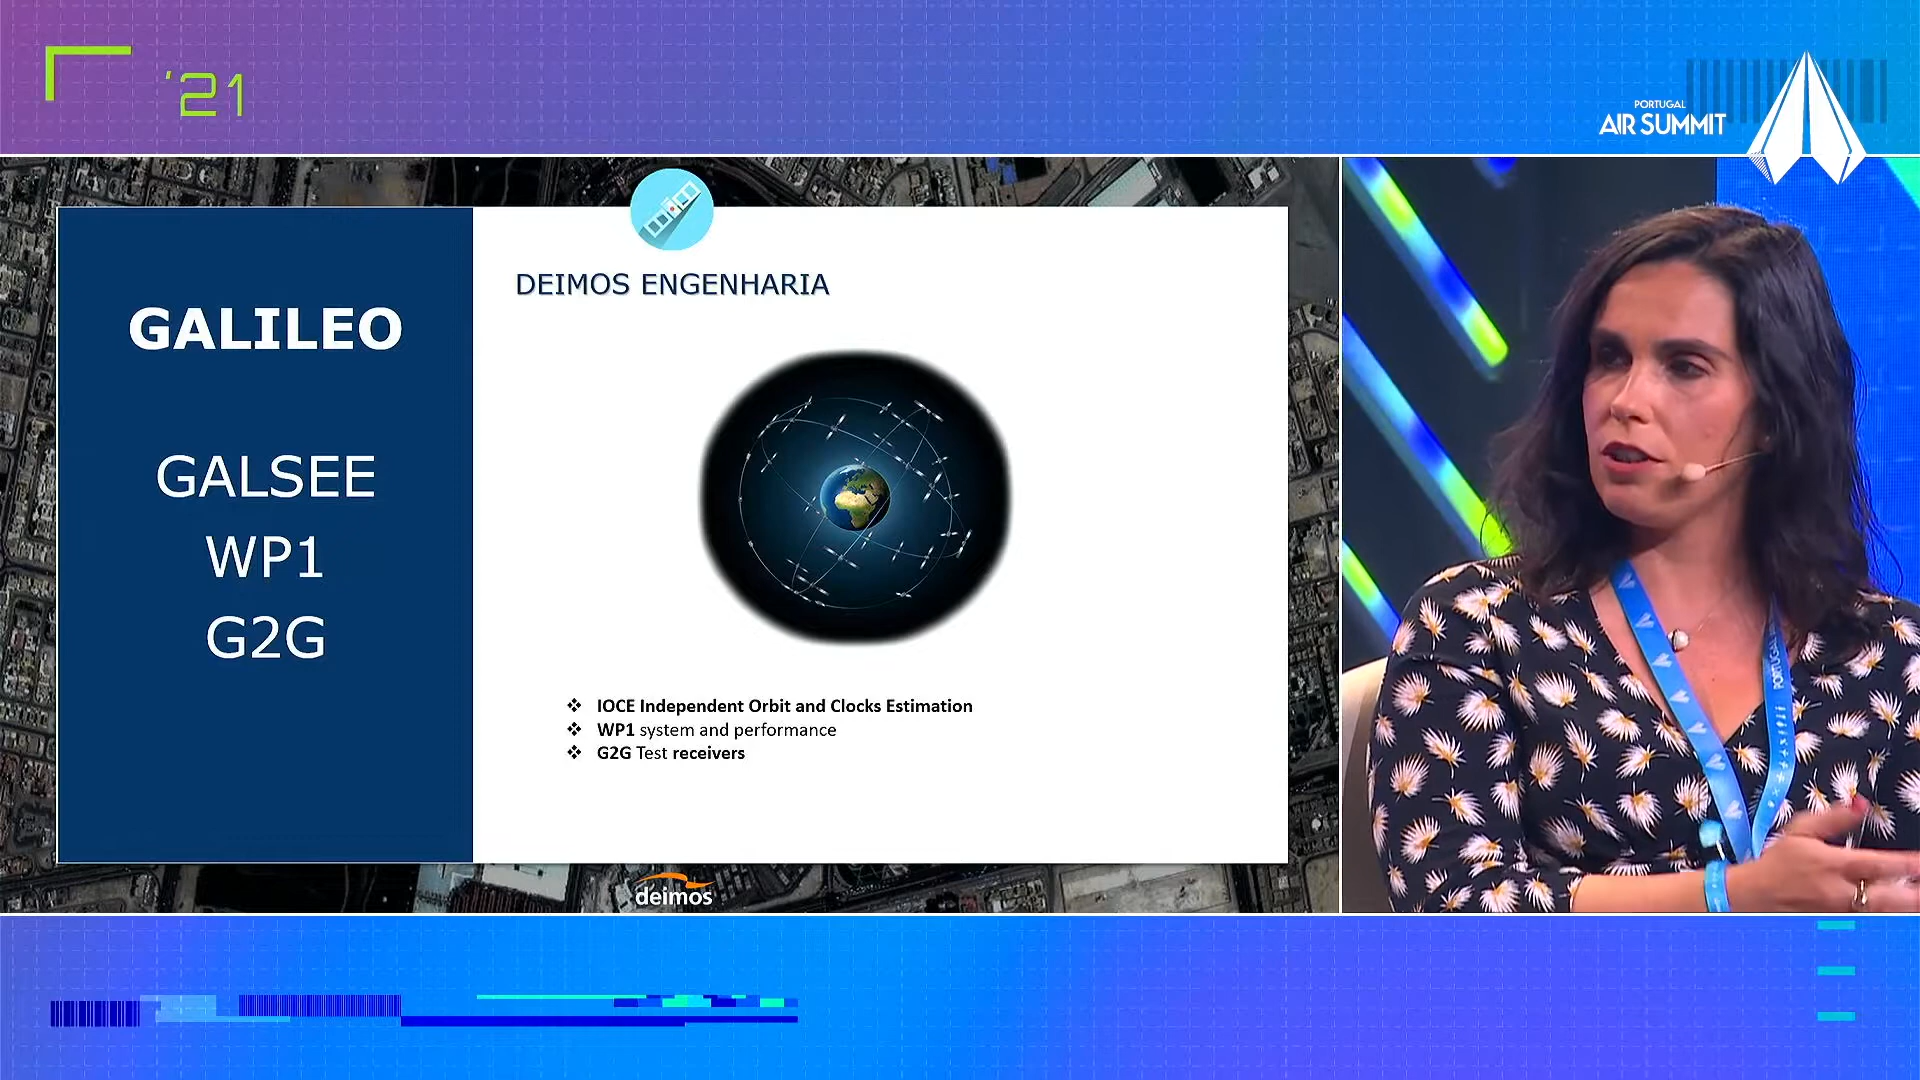 '21
PORTUGAL
AIR SUMMIT
GALILEO
GALSEE
WP1
G2G
DEIMOS ENGENHARIA
❖ IOCE Independent Orbit and Clocks Estimation
❖ WP1 system and performance
❖ G2G Test receivers
deimos
PORTUGAL